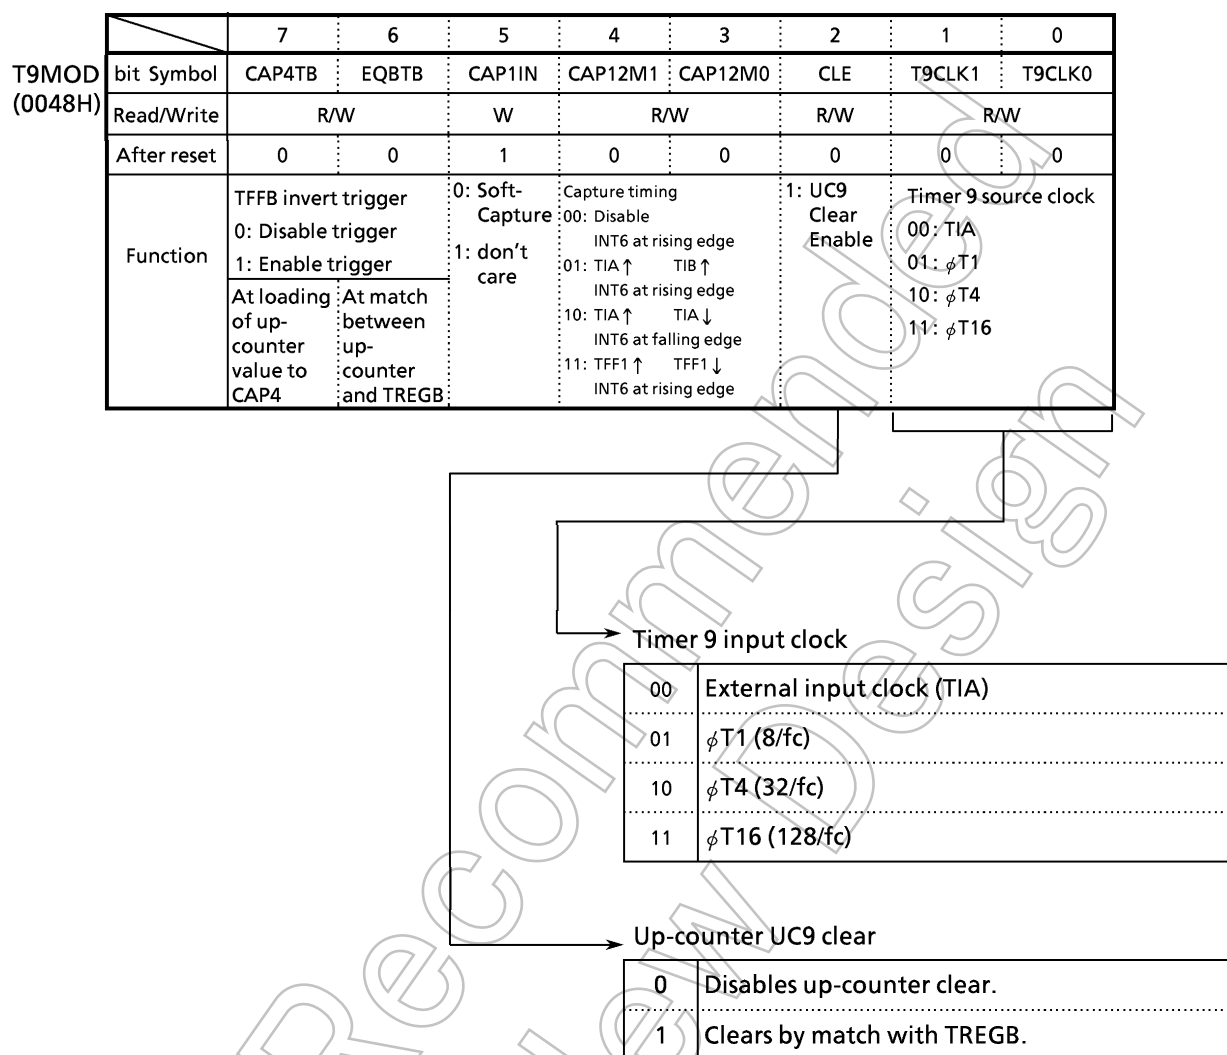 7 6 5 4 3 2 1 0
T9MOD
(0048H)
bit Symbol CAP4TB EQBTB CAP1IN CAP12M1 CAP12M0 CLE T9CLK1 T9CLK0
Read/Write R/W W R/W R/W R/W
After reset 0 0 1 0 0 0 0 0
Function
TFFB invert trigger
0: Disable trigger
1: Enable trigger
At loading
of up-
counter
value to
CAP4
At match
between
up-
counter
and TREGB
0: Soft-
Capture
1: don't
care
Capture timing
00: Disable
INT6 at rising edge
01: TIA↑ TIB↑
INT6 at rising edge
10: TIA↑ TIA↓
INT6 at falling edge
11: TFF1↑ TFF1↓
INT6 at rising edge
1: UC9
Clear
Enable
Timer 9 source clock
00: TIA
01: ϕT1
10: ϕT4
11: ϕT16
Timer 9 input clock
00 External input clock (TIA)
01 ϕT1 (8/fc)
10 ϕT4 (32/fc)
11 ϕT16 (128/fc)
Up-counter UC9 clear
0 Disables up-counter clear.
1 Clears by match with TREGB.
Recommended
New Design